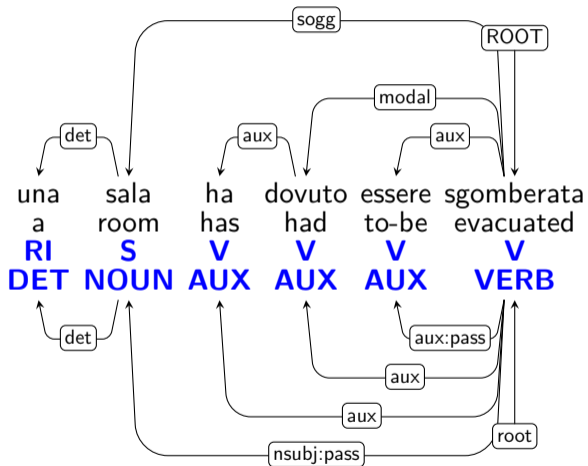 sogg
ROOT
modal
det aux aux
una sala ha dovuto essere sgomberata
a room has had to-be evacuated
RI S V V V V
DET NOUN AUX AUX AUX VERB
det aux:pass
aux
aux
root
nsubj:pass